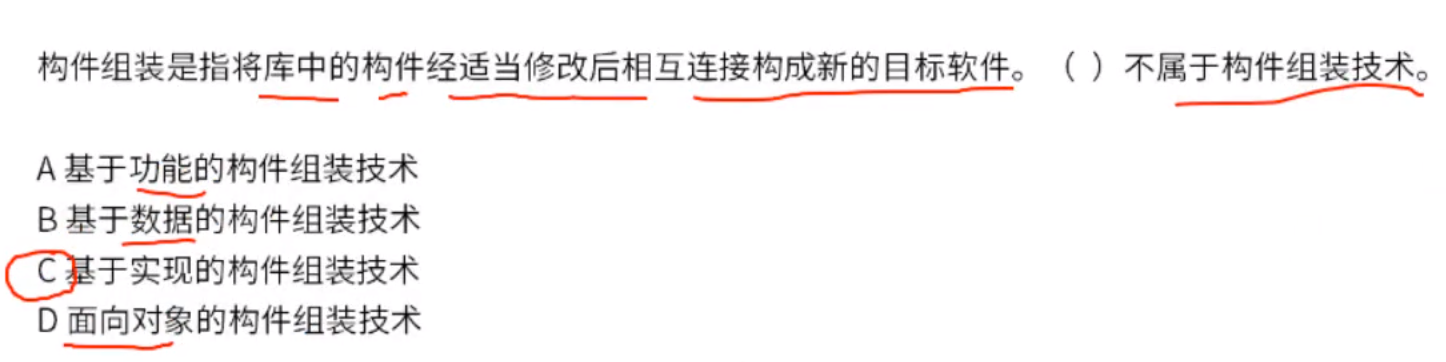 构件组装是指将库中的构件经适当修改后相互连接构成新的目标软件。（ ）不属于构件组装技术。
A 基于功能的构件组装技术
B 基于数据的构件组装技术
C 基于实现的构件组装技术
D 面向对象的构件组装技术